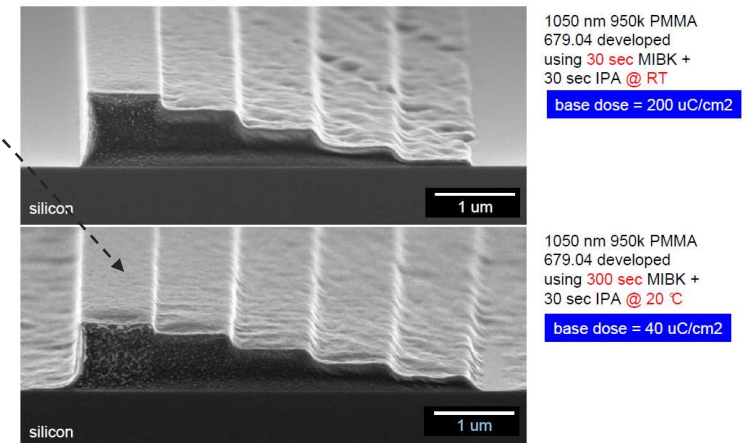 1050 nm 950k PMMA
679.04 developed
using 30 sec MIBK +
30 sec IPA @ RT
base dose = 200 uC/cm2
silicon
1 um
1050 nm 950k PMMA
679.04 developed
using 300 sec MIBK +
30 sec IPA @ 20 ℃
base dose = 40 uC/cm2
silicon
1 um